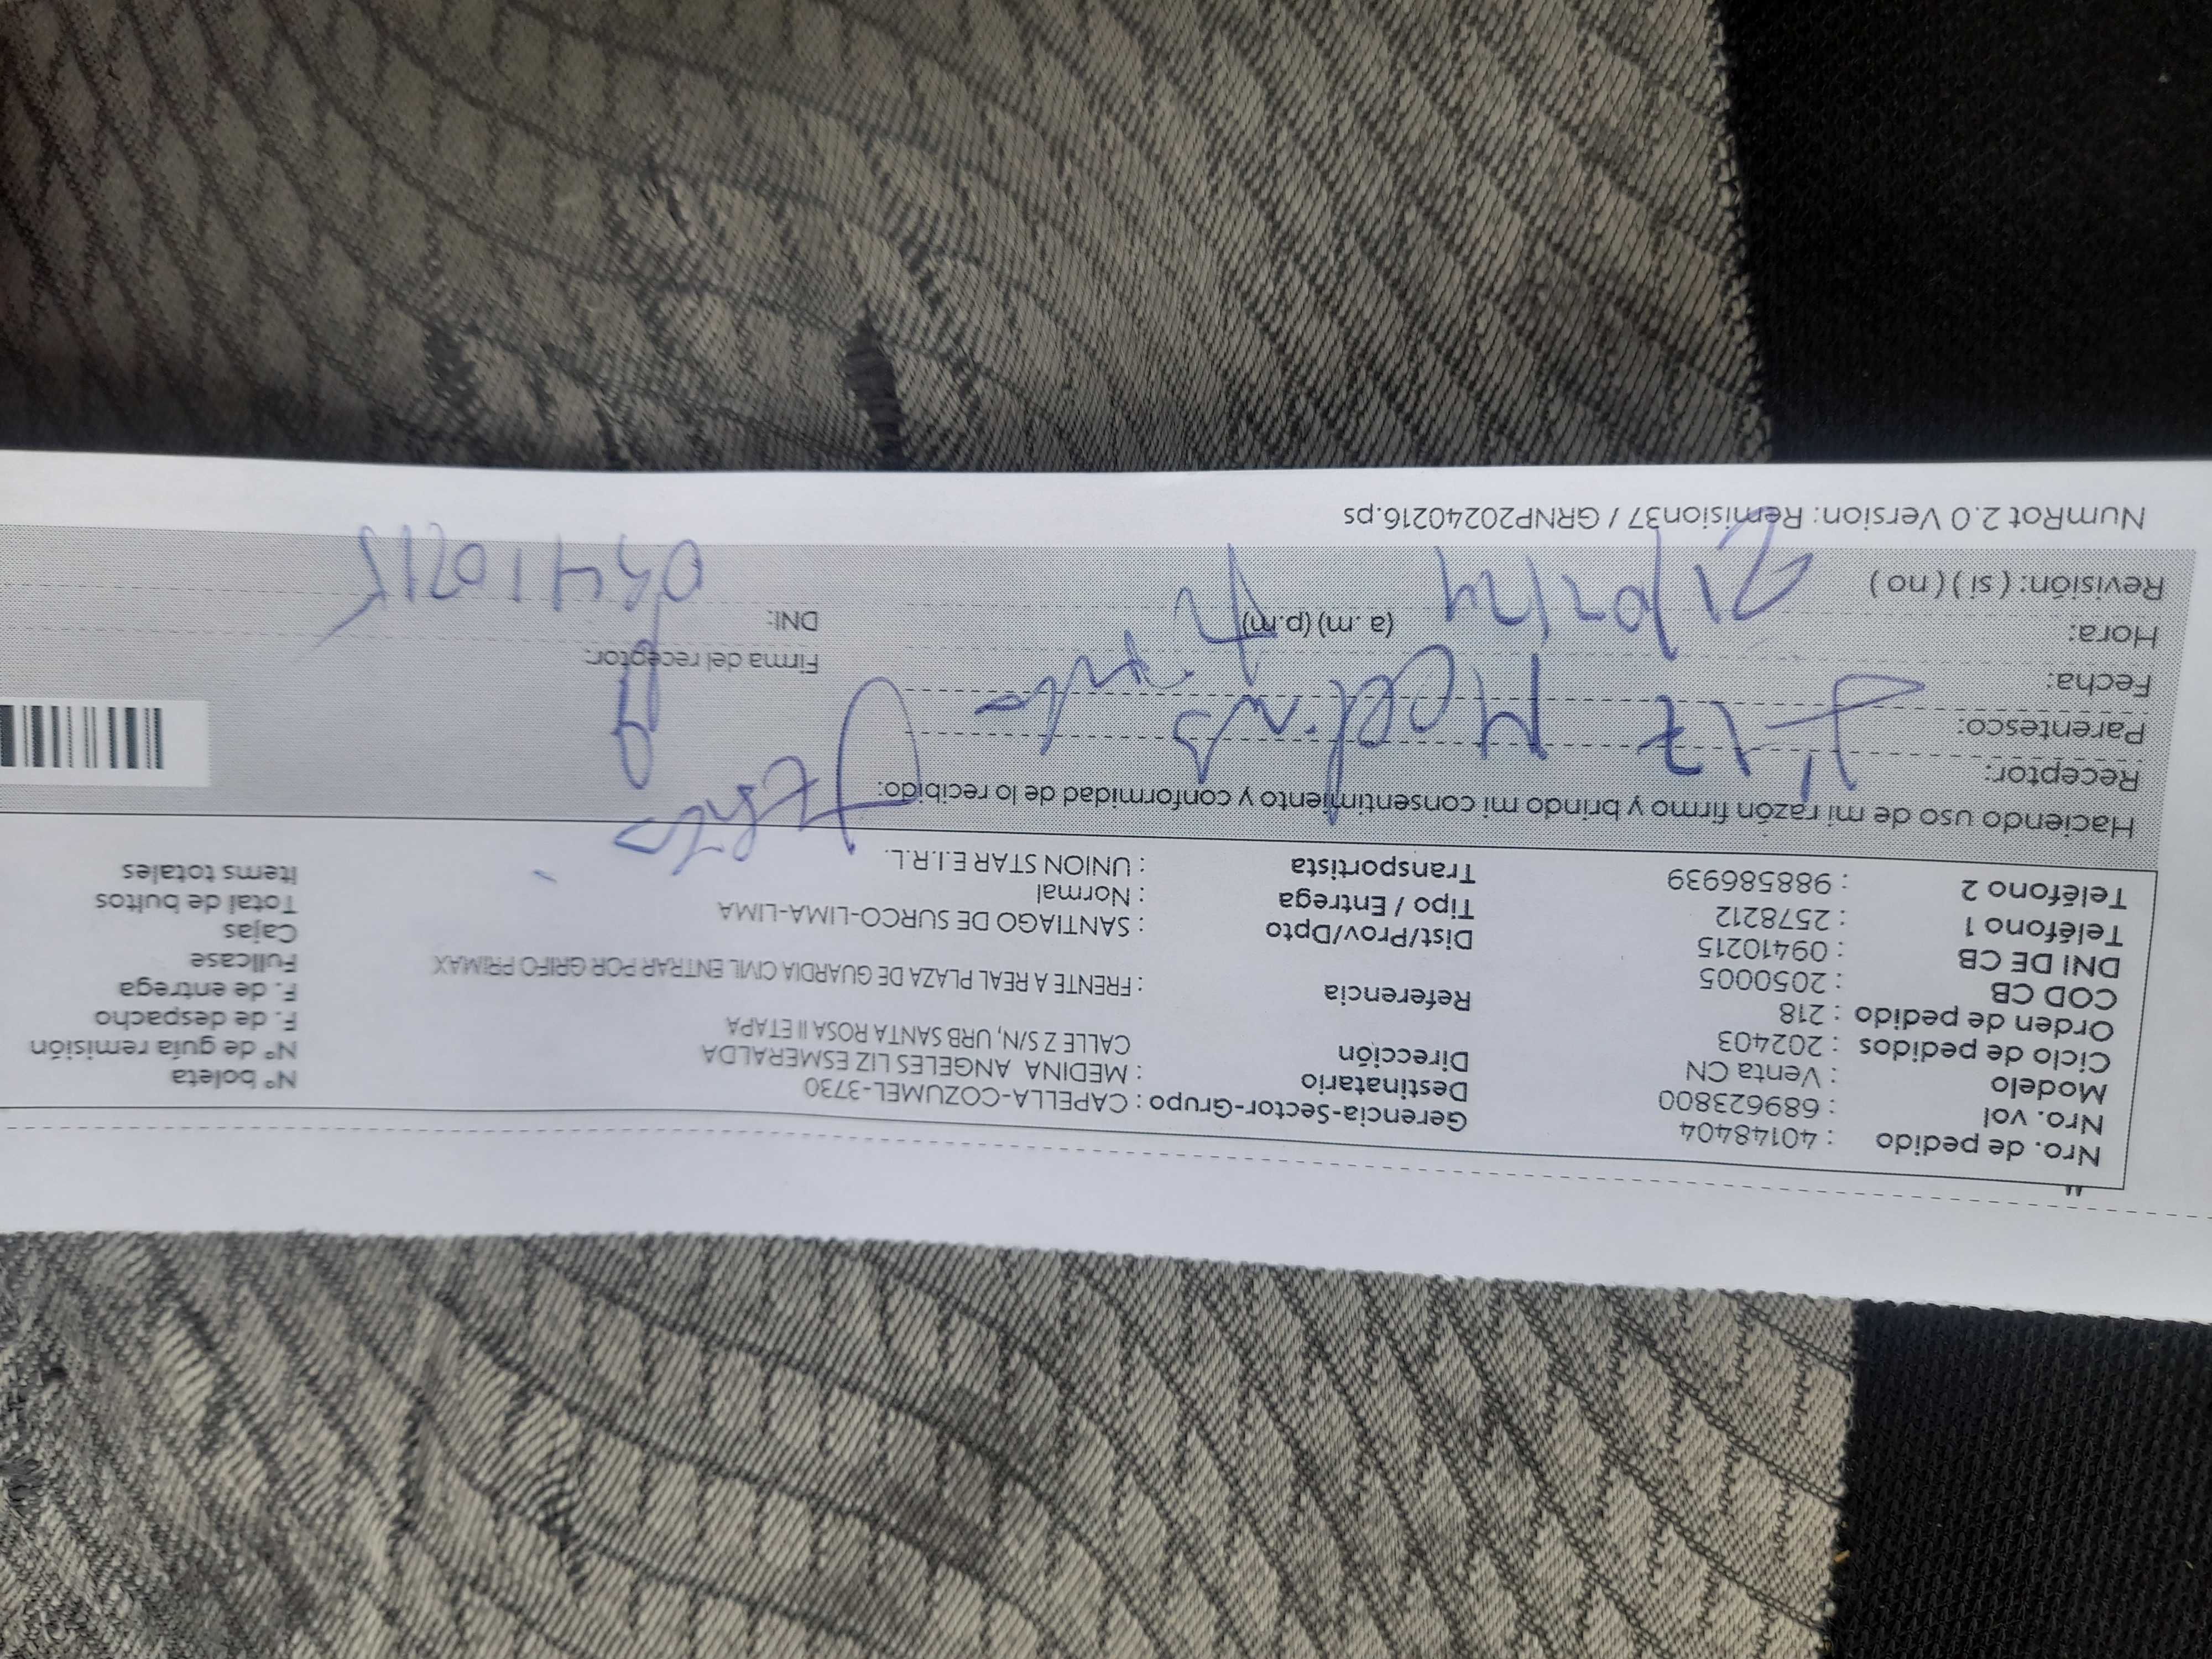 "
Nro. de pedido : 40148404 Gerencia-Sector-Grupo : CAPELLA-COZUMEL-3730 Nº boleta
Nro. vol : 689623800 Destinatario : MEDINA ANGELES LIZ ESMERALDA Nº de guía remisión
Modelo : Venta CN Dirección CALLE Z S/N, URB SANTA ROSA II ETAPA F. de despacho
Ciclo de pedidos : 202403 F. de entrega
Orden de pedido : 218 Referencia : FRENTE A REAL PLAZA DE GUARDIA CIVIL ENTRAR POR GRIFO PRIMAX Fullcase
COD CB : 2050005 Dist/Prov/Dpto : SANTIAGO DE SURCO-LIMA-LIMA Cajas
DNI DE CB : 09410215 Tipo / Entrega : Normal Total de bultos
Teléfono 1 : 2578212 Transportista : UNION STAR E.I.R.L. Items totales
Teléfono 2 : 988586939
Haciendo uso de mi razón firmo y brindo mi consentimiento y conformidad de lo recibido:
Receptor: Liz Medina
Parentesco:
Fecha: Firma del receptor:
Hora: 21/02/24 (a. m) (p.m) DNI: 09410215
Revisión: ( si ) ( no )
NumRot 2.0 Version: Remision37 / GRNP20240216.ps